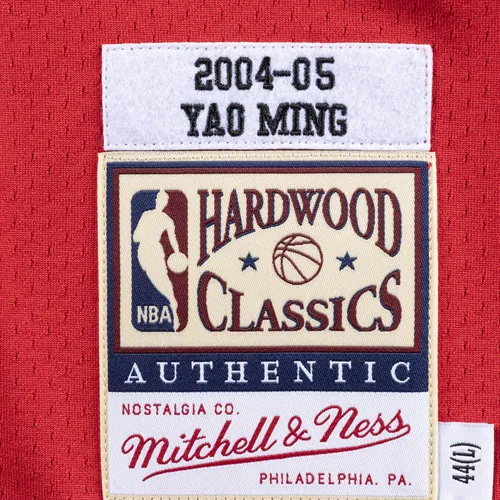 2004-05
YAO MING
HARDWOOD
CLASSICS
NBA
AUTHENTIC
NOSTALGIA CO.
Mitchell & Ness
PHILADELPHIA. PA.
44(L)